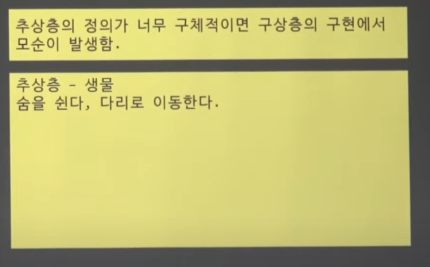 추상층의 정의가 너무 구체적이면 구상층의 구현에서
모순이 발생함.
추상층 – 생물
숨을 쉰다, 다리로 이동한다.